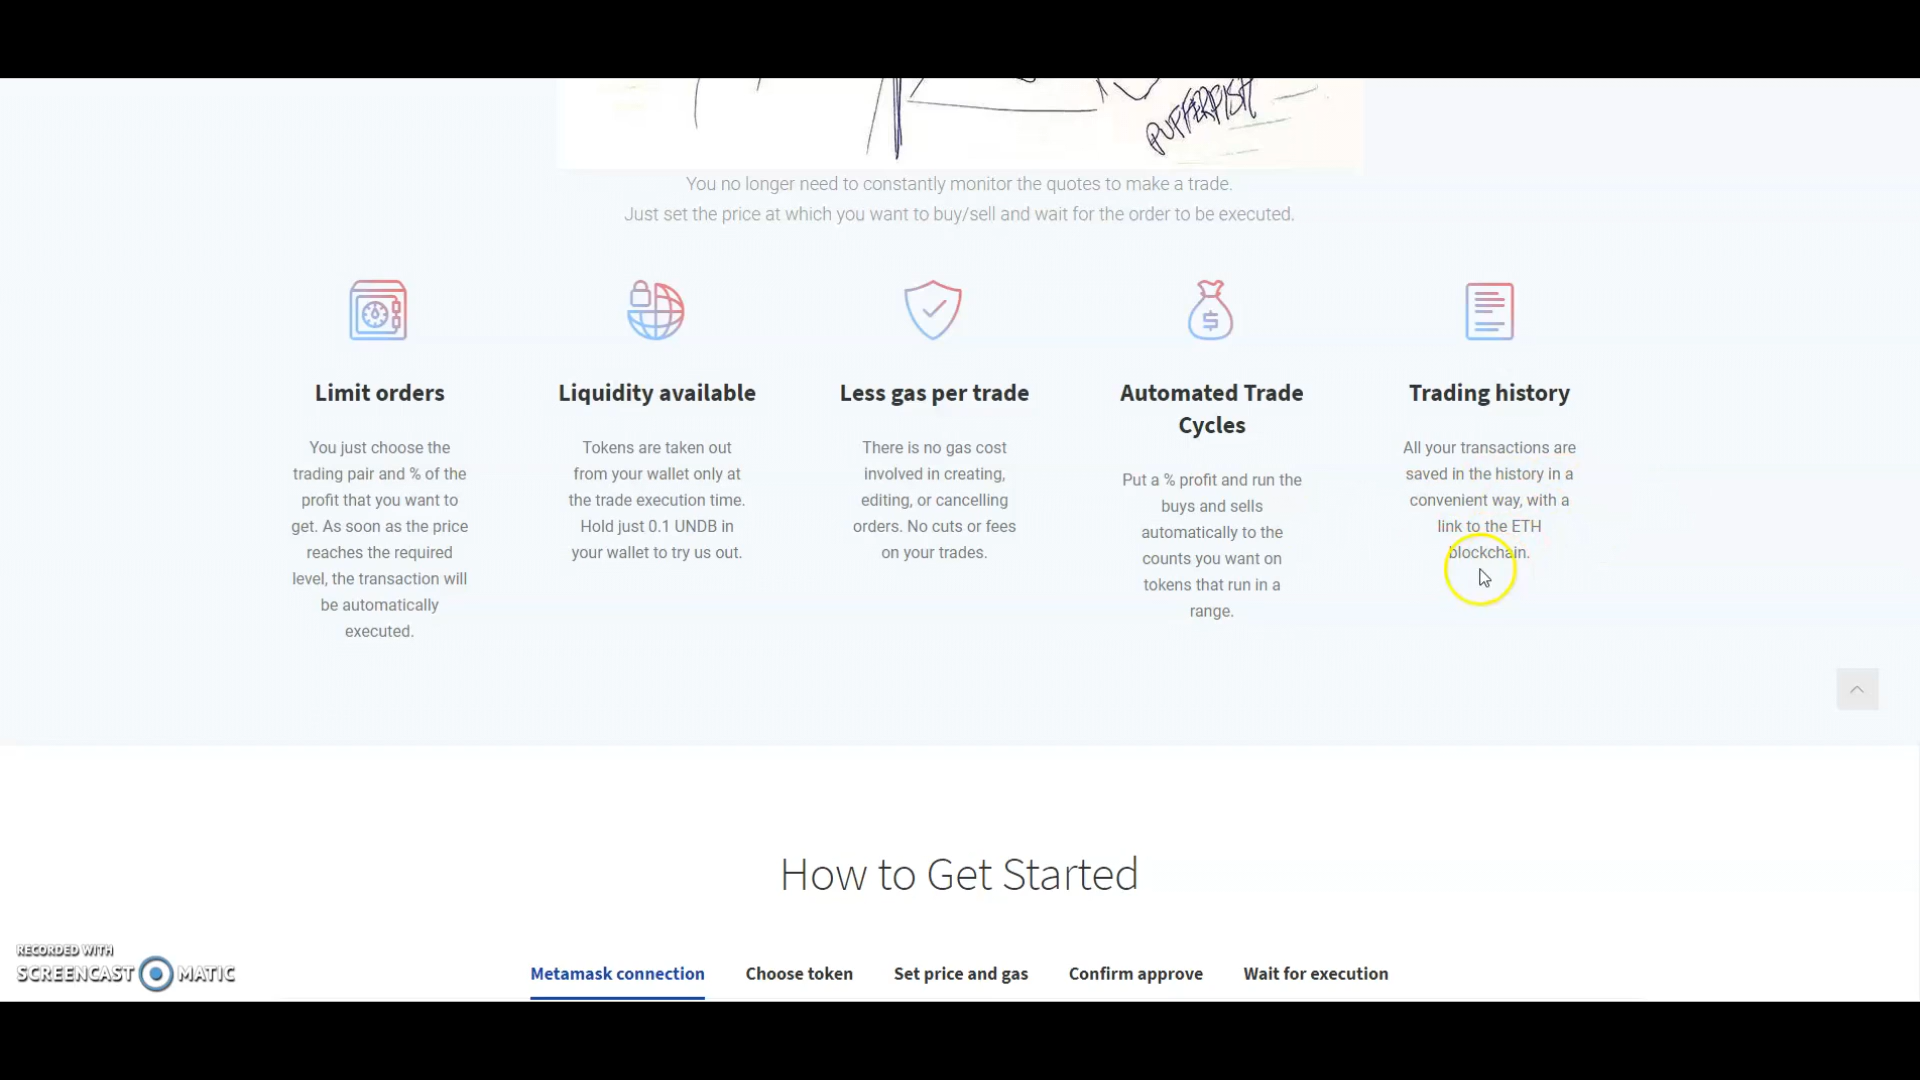 PUFFERFISH
You no longer need to constantly monitor the quotes to make a trade.
Just set the price at which you want to buy/sell and wait for the order to be executed.
Limit orders
You just choose the
trading pair and % of the
profit that you want to
get. As soon as the price
reaches the required
level, the transaction will
be automatically
executed.
Liquidity available
Tokens are taken out
from your wallet only at
the trade execution time.
Hold just 0.1 UNDB in
your wallet to try us out.
Less gas per trade
There is no gas cost
involved in creating,
editing, or cancelling
orders. No cuts or fees
on your trades.
Automated Trade
Cycles
Put a % profit and run the
buys and sells
automatically to the
counts you want on
tokens that run in a
range.
Trading history
All your transactions are
saved in the history in a
convenient way, with a
link to the ETH
blockchain.
How to Get Started
Metamask connection
Choose token
Set price and gas
Confirm approve
Wait for execution
RECORDED WITH
SCREENCAST MATIC